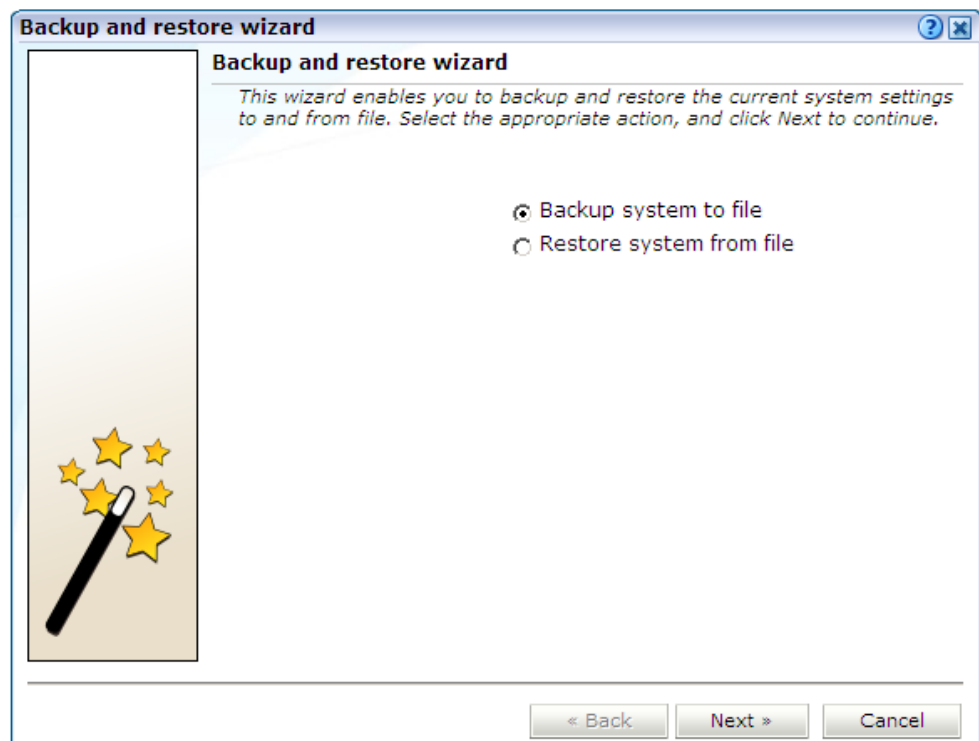 Backup and restore wizard
Backup and restore wizard
This wizard enables you to backup and restore the current system settings
to and from file. Select the appropriate action, and click Next to continue.
Backup system to file
Restore system from file
« Back Next » Cancel